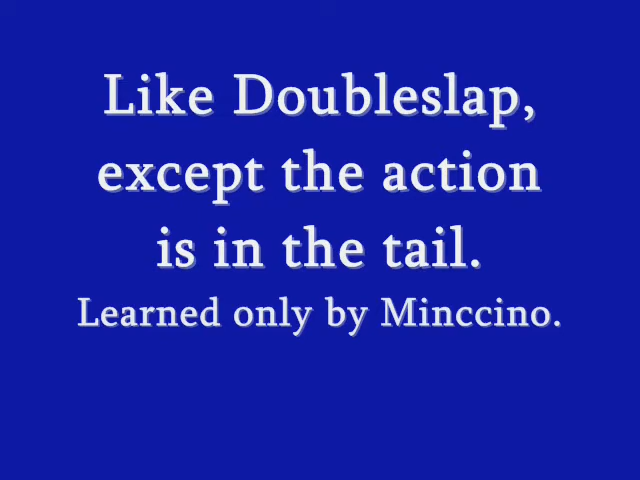 Like Doubleslap,
except the action
is in the tail.
Learned only by Minccino.